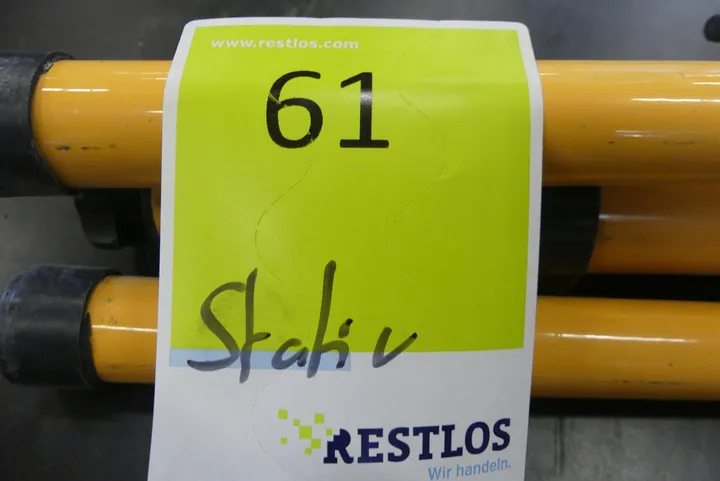 www.restlos.com
61
Stativ
RESTLOS
Wir handeln.